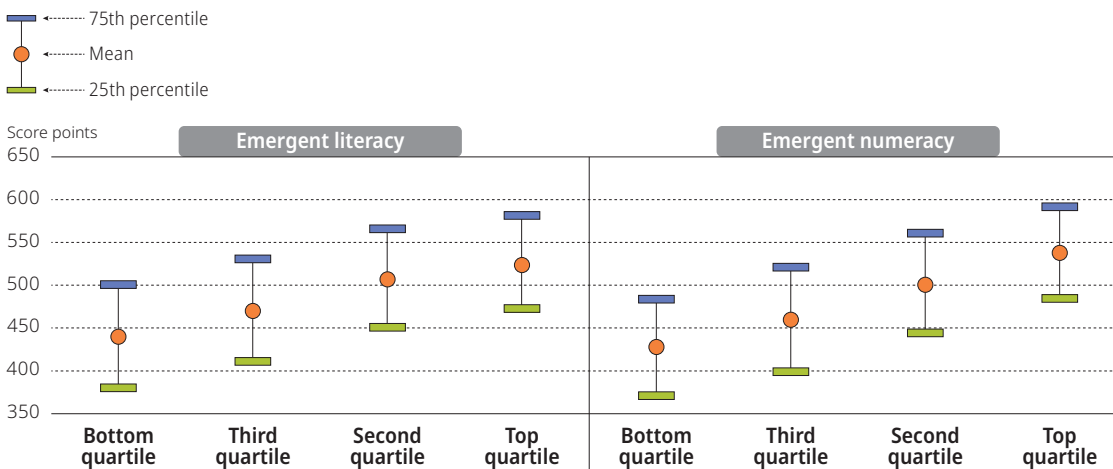 75th percentile
Mean
25th percentile
Score points
Emergent literacy
Emergent numeracy
650
600
550
500
450
400
350
Bottom quartile
Third quartile
Second quartile
Top quartile
Bottom quartile
Third quartile
Second quartile
Top quartile